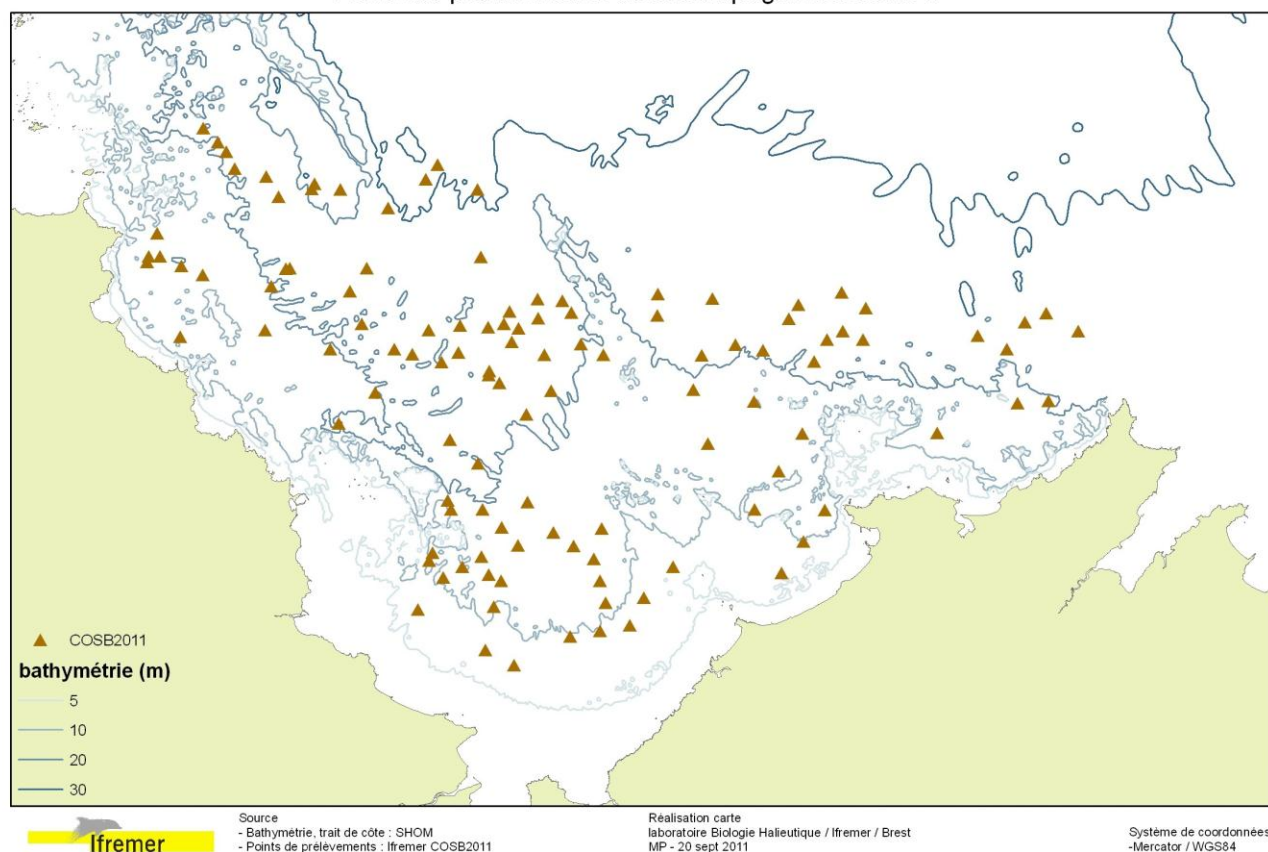 COSB2011
bathymétrie (m)
5
10
20
30
Ifremer
Source
- Bathymétrie, trait de côte : SHOM
- Points de prélèvements : Ifremer COSB2011
Réalisation carte
laboratoire Biologie Halieutique / Ifremer / Brest
MP - 20 sept 2011
Système de coordonnées
-Mercator / WGS84